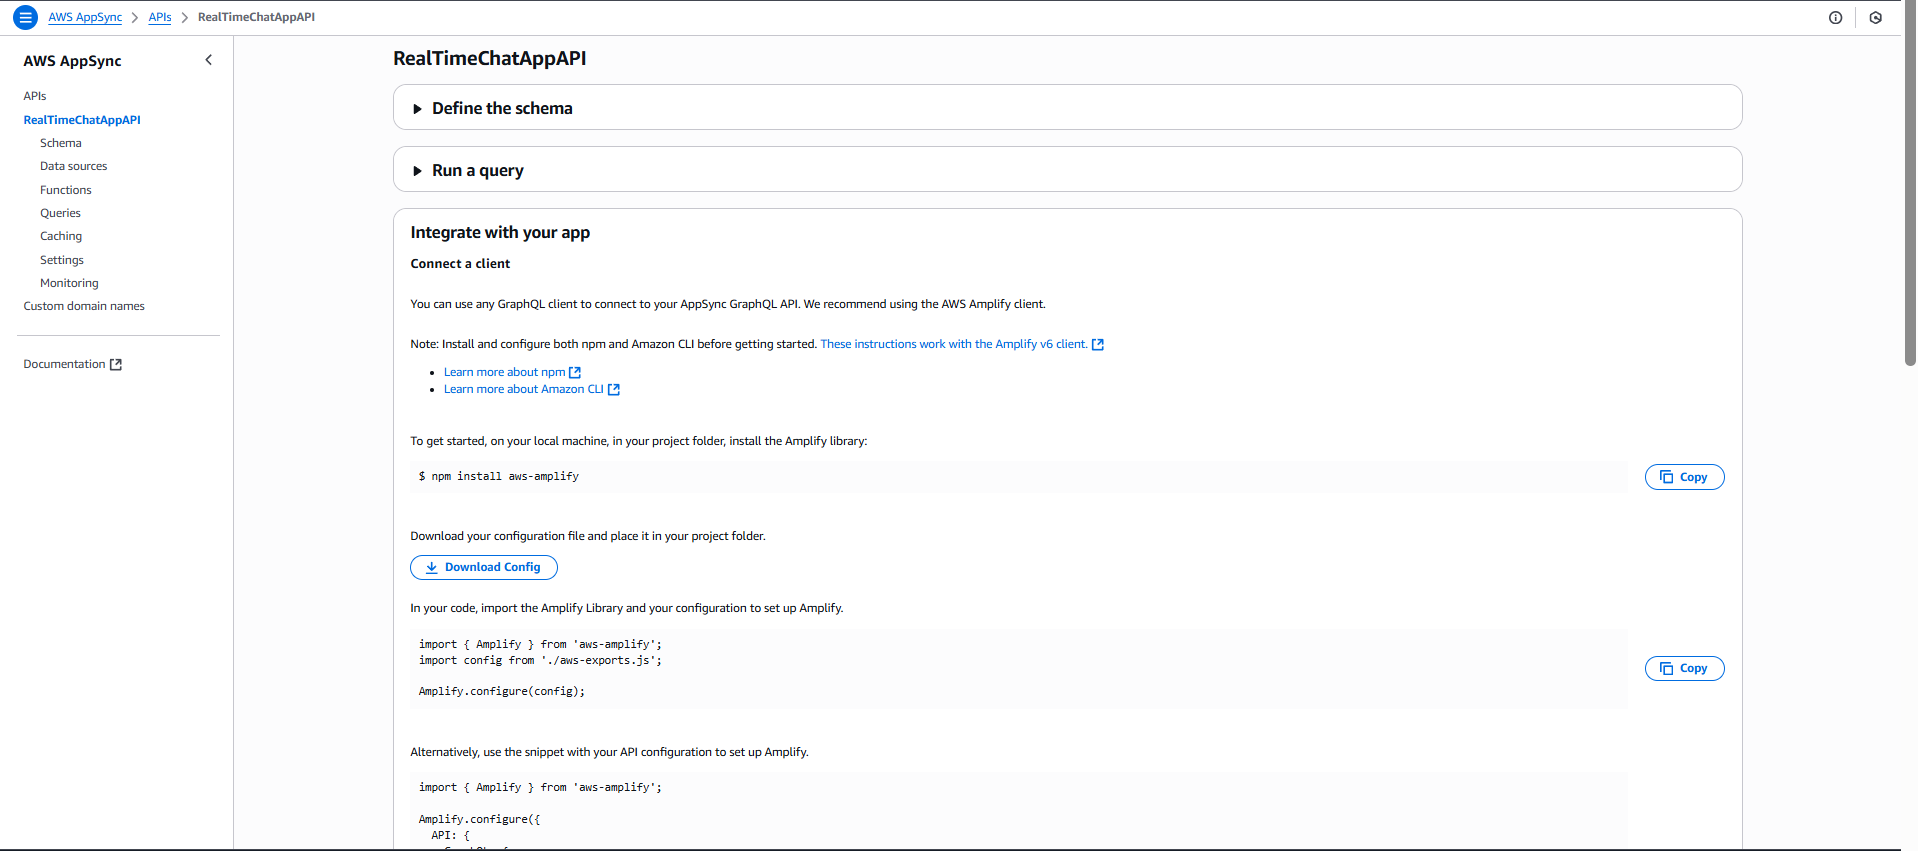 AWS AppSync > APIs > RealTimeChatAppAPI
AWS AppSync
APIs
RealTimeChatAppAPI
Schema
Data sources
Functions
Queries
Caching
Settings
Monitoring
Custom domain names
Documentation
RealTimeChatAppAPI
Define the schema
Run a query
Integrate with your app
Connect a client
You can use any GraphQL client to connect to your AppSync GraphQL API. We recommend using the AWS Amplify client.
Note: Install and configure both npm and Amazon CLI before getting started. These instructions work with the Amplify v6 client.
• Learn more about npm
• Learn more about Amazon CLI
To get started, on your local machine, in your project folder, install the Amplify library:
$ npm install aws-amplify
Copy
Download your configuration file and place it in your project folder.
Download Config
In your code, import the Amplify Library and your configuration to set up Amplify.
import { Amplify } from 'aws-amplify';
import config from './aws-exports.js';
Amplify.configure(config);
Copy
Alternatively, use the snippet with your API configuration to set up Amplify.
import { Amplify } from 'aws-amplify';
Amplify.configure({
API: {